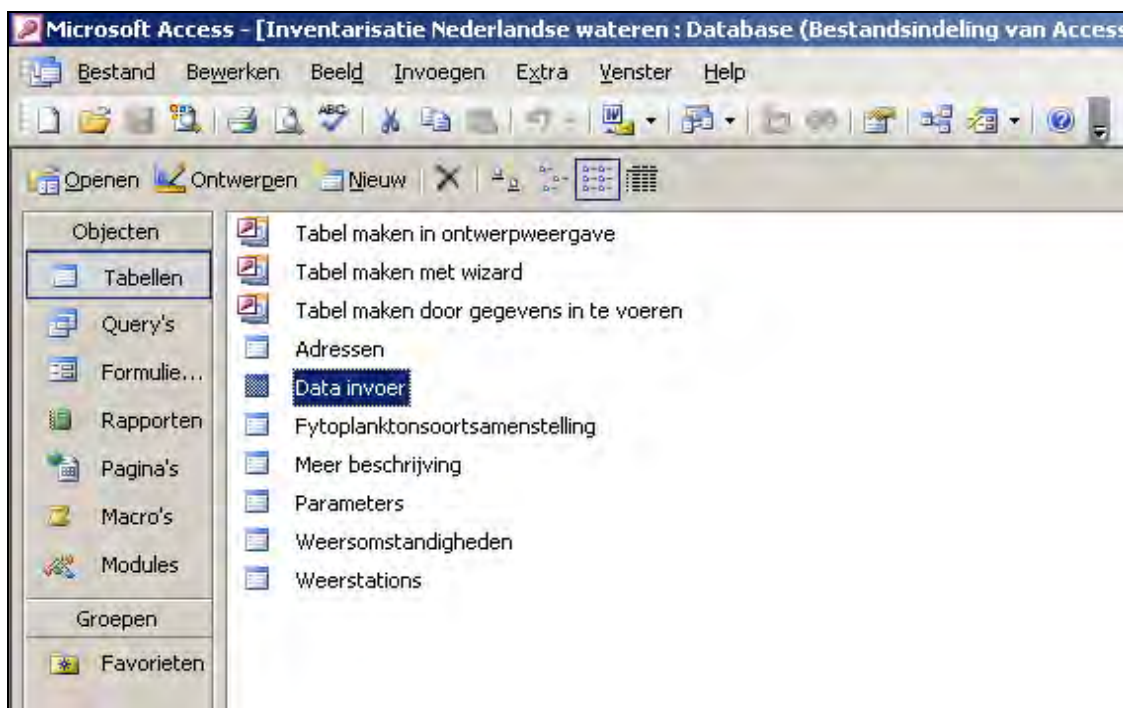 Microsoft Access - [Inventarisatie Nederlandse wateren : Database (Bestandsindeling van Access
Bestand Bewerken Beeld Invoegen Extra Venster Help
ABC
W
Openen Ontwerpen Nieuw
Objecten
Tabellen
Query's
Formulie...
Rapporten
Pagina's
Macro's
Modules
Groepen
Favorieten
Tabel maken in ontwerpweergave
Tabel maken met wizard
Tabel maken door gegevens in te voeren
Adressen
Data invoer
Fytoplanktonsoortsamenstelling
Meer beschrijving
Parameters
Weersomstandigheden
Weerstations